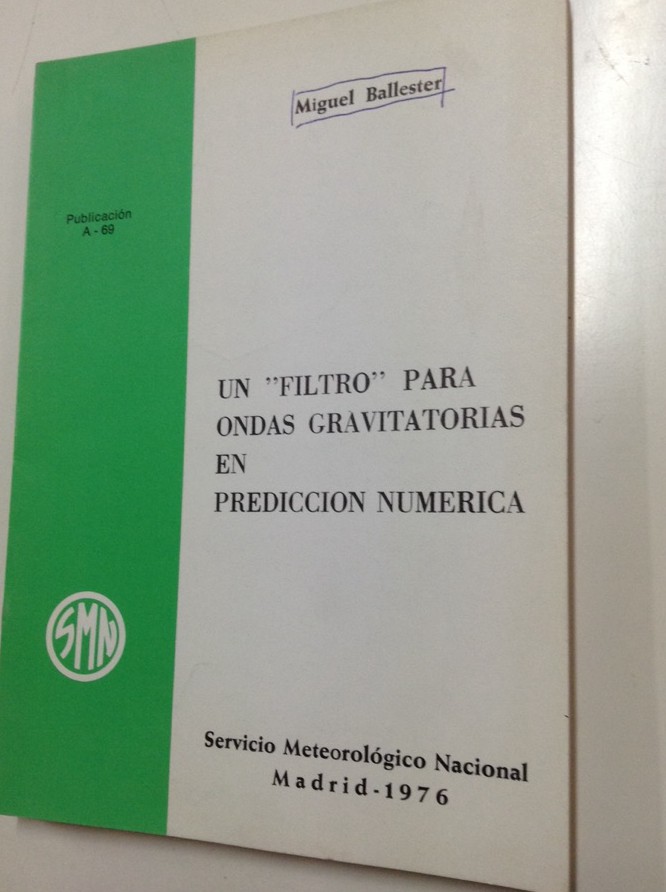 Miguel Ballester
Publicación
A - 69
UN ”FILTRO” PARA
ONDAS GRAVITATORIAS
EN
PREDICCION NUMERICA
SMN
Servicio Meteorológico Nacional
Madrid-1976